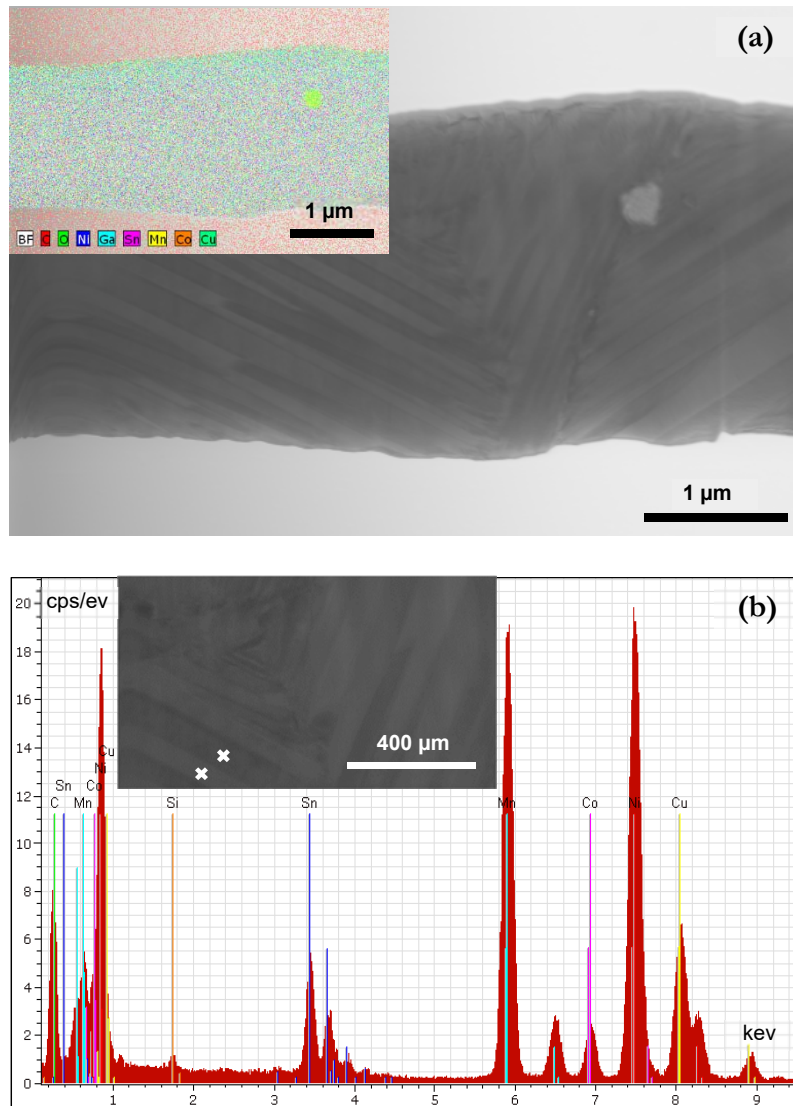 (a)
1 µm
BF C O Ni Ga Sn Mn Co Cu
1 µm
(b)
cps/ev
20
18
16
14
12
10
8
6
4
2
0
400 µm
Cu
Ni
Sn Co
C Mn Si Sn Mn Co Ni Cu
kev
1 2 3 4 5 6 7 8 9